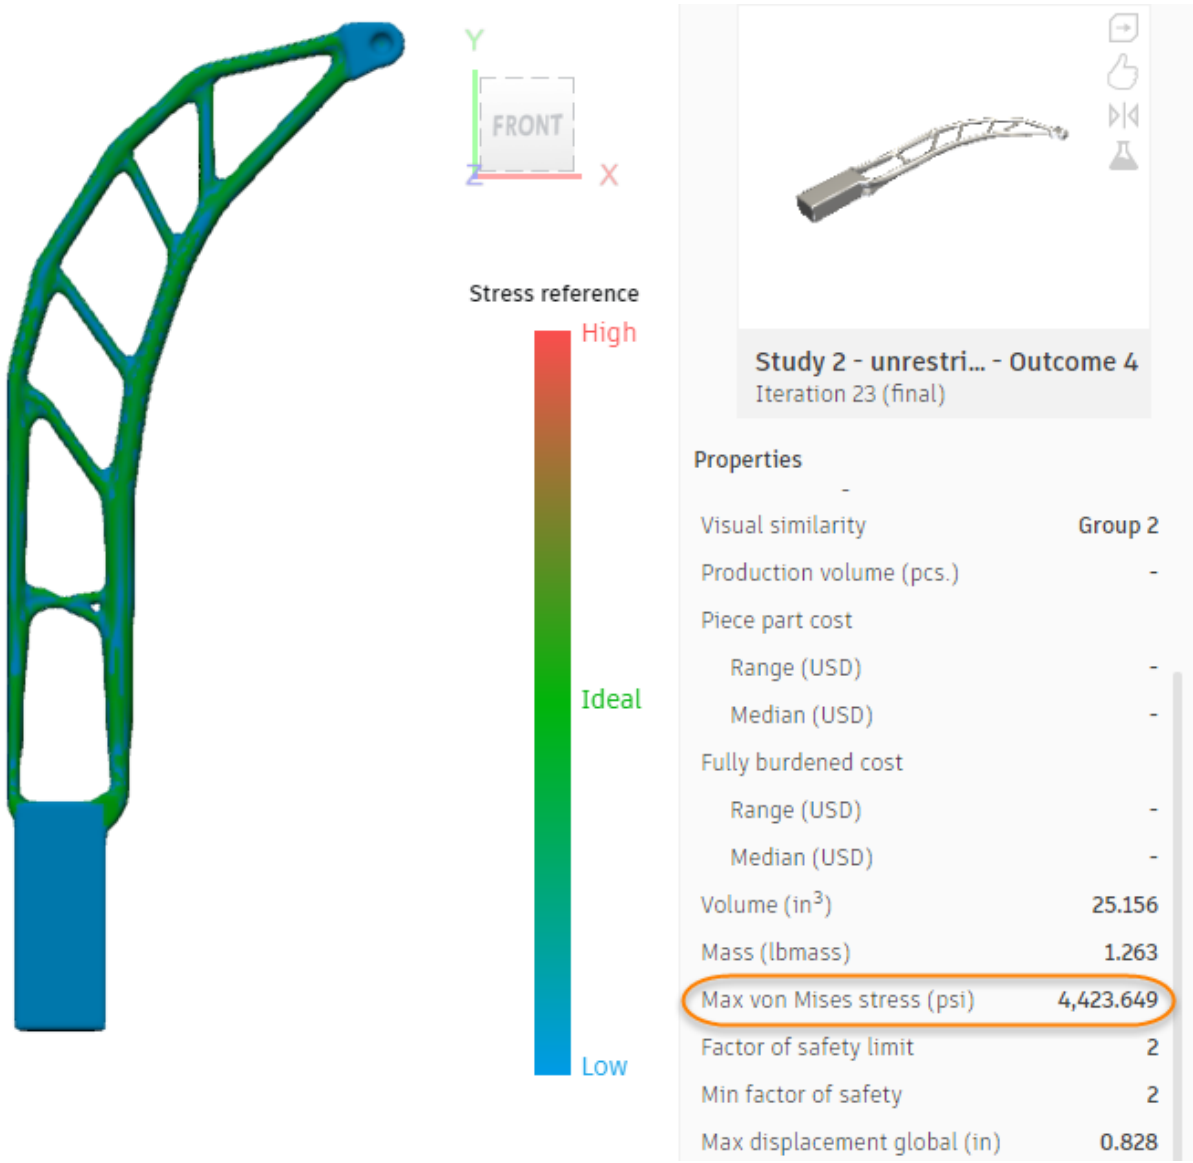 Y
FRONT
Z
X
Stress reference
High
Ideal
Low
Study 2 - unrestri... - Outcome 4
Iteration 23 (final)
Properties
-
Visual similarity Group 2
Production volume (pcs.) -
Piece part cost
Range (USD) -
Median (USD) -
Fully burdened cost
Range (USD) -
Median (USD) -
Volume (in³) 25.156
Mass (lbmass) 1.263
Max von Mises stress (psi) 4,423.649
Factor of safety limit 2
Min factor of safety 2
Max displacement global (in) 0.828